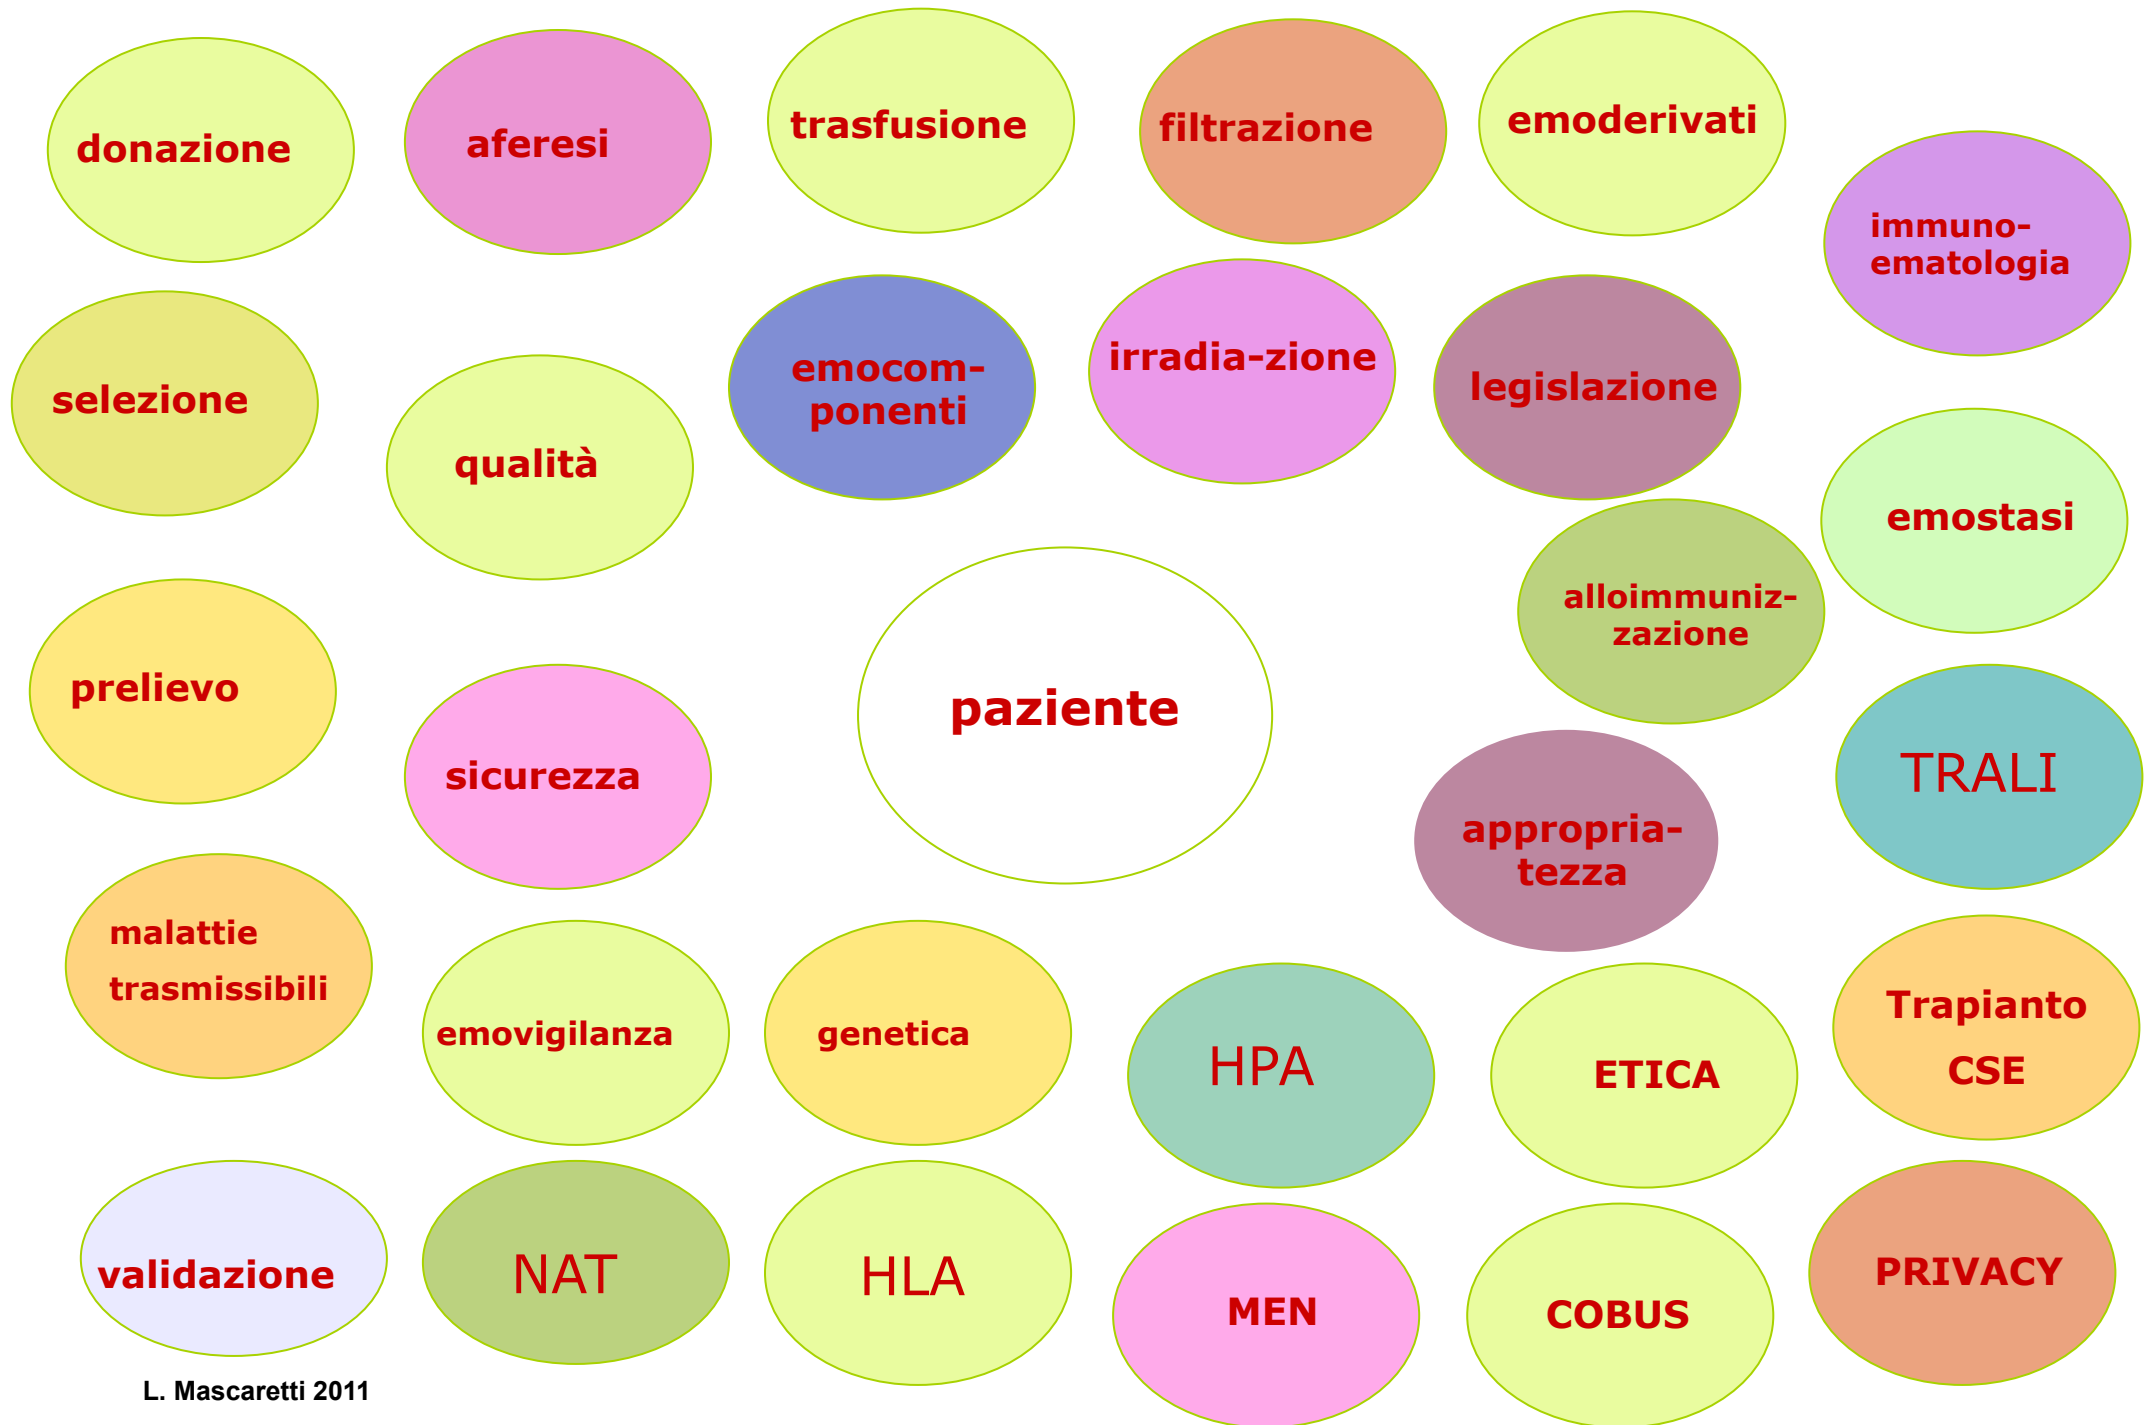 donazione
aferesi
trasfusione
filtrazione
emoderivati
immuno-
ematologia
selezione
qualità
emocom-
ponenti
irradia-zione
legislazione
emostasi
alloimmuniz-
zazione
prelievo
sicurezza
paziente
TRALI
appropria-
tezza
malattie
trasmissibili
emovigilanza
genetica
HPA
ETICA
Trapianto
CSE
validazione
NAT
HLA
MEN
COBUS
PRIVACY
L. Mascaretti 2011